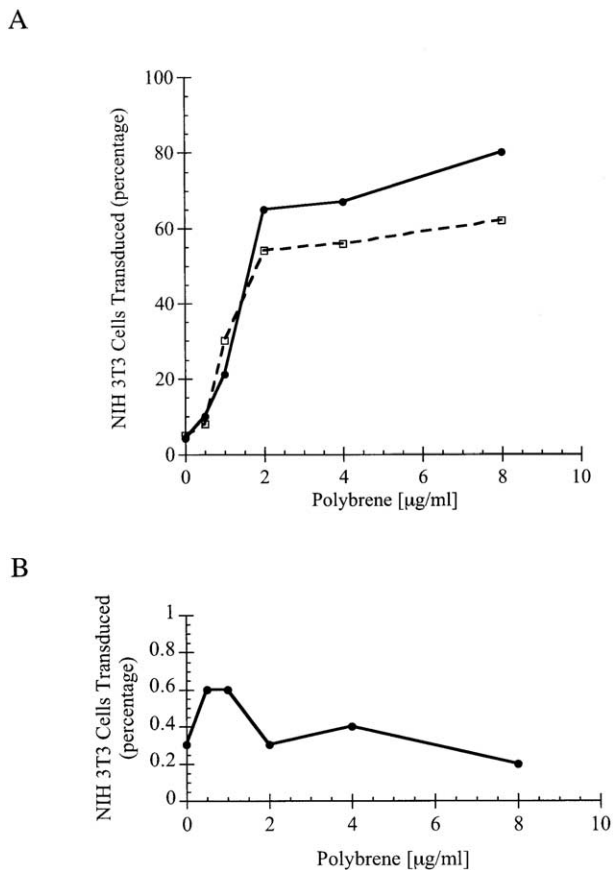 A
100
80
60
40
20
0
0 2 4 6 8 10
NIH 3T3 Cells Transduced (percentage)
Polybrene [μg/ml]
B
1
0.8
0.6
0.4
0.2
0
0 2 4 6 8 10
NIH 3T3 Cells Transduced
(percentage)
Polybrene [μg/ml]